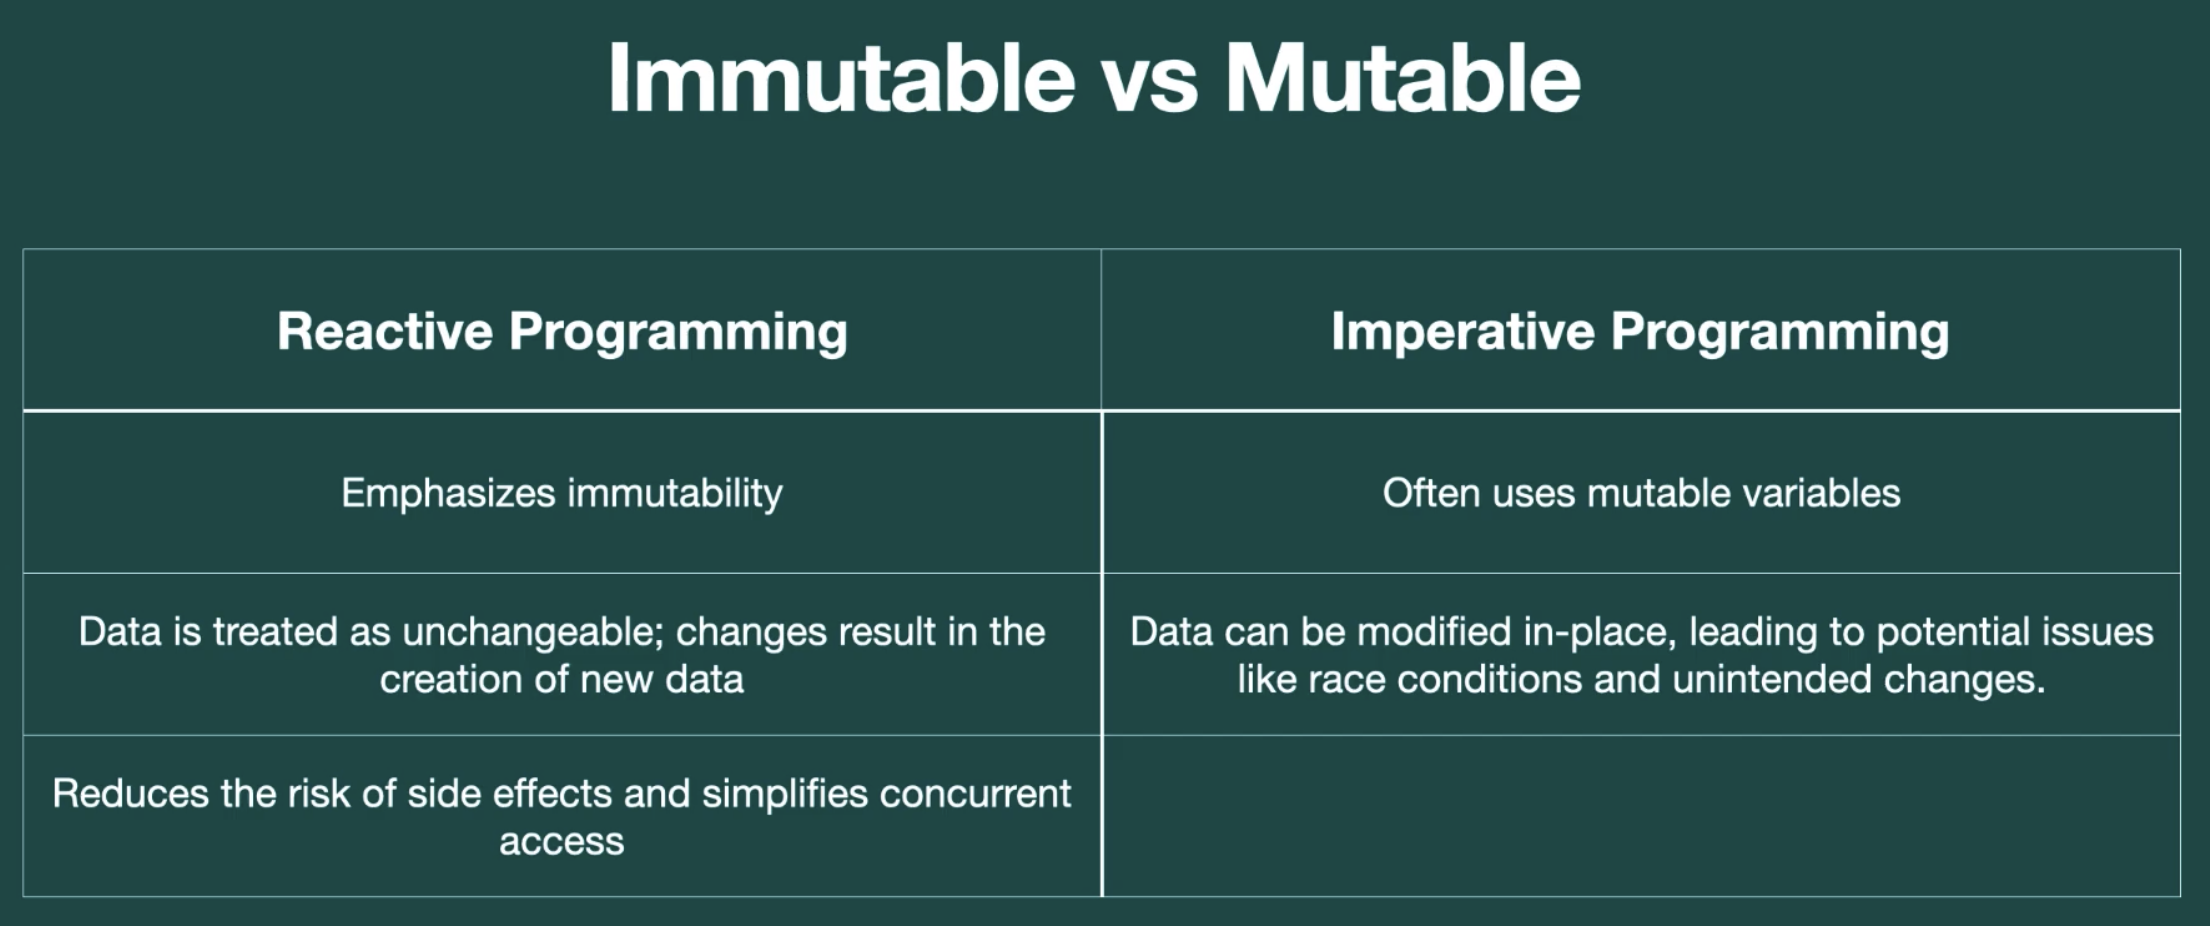 Immutable vs Mutable
Reactive Programming
Imperative Programming
Emphasizes immutability
Often uses mutable variables
Data is treated as unchangeable; changes result in the
creation of new data
Data can be modified in-place, leading to potential issues
like race conditions and unintended changes.
Reduces the risk of side effects and simplifies concurrent
access